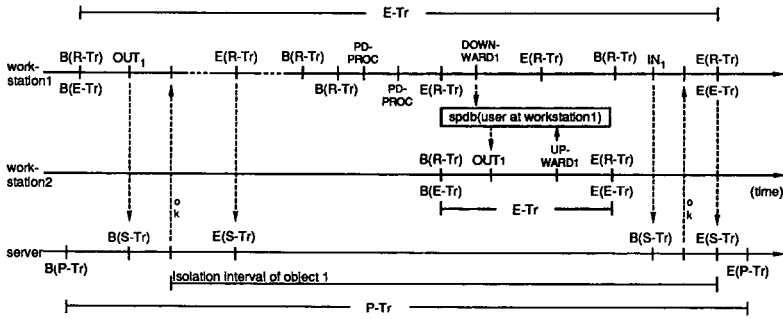 E-Tr
B(R-Tr) OUT1 E(R-Tr) B(R-Tr) PD-PROC DOWN-WARD1 E(R-Tr) B(R-Tr) IN1 E(R-Tr)
work-station1
B(E-Tr) B(R-Tr) PD-PROC E(R-Tr) E(E-Tr)
spdb(user at workstation1)
B(R-Tr) OUT1 UP-WARD1 E(R-Tr)
work-station2
B(E-Tr) E(E-Tr) (time)
E-Tr
ok ok
B(S-Tr) E(S-Tr) B(S-Tr) E(S-Tr)
server
B(P-Tr) E(P-Tr)
Isolation Interval of object 1
P-Tr